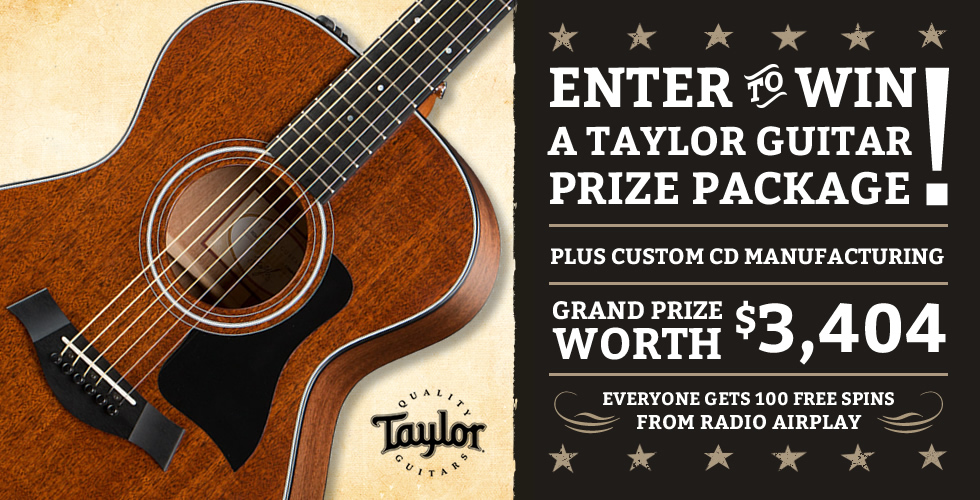 QUALITY
Taylor
GUITARS
ENTER TO WIN!
A TAYLOR GUITAR
PRIZE PACKAGE
PLUS CUSTOM CD MANUFACTURING
GRAND PRIZE
WORTH $3,404
EVERYONE GETS 100 FREE SPINS
FROM RADIO AIRPLAY